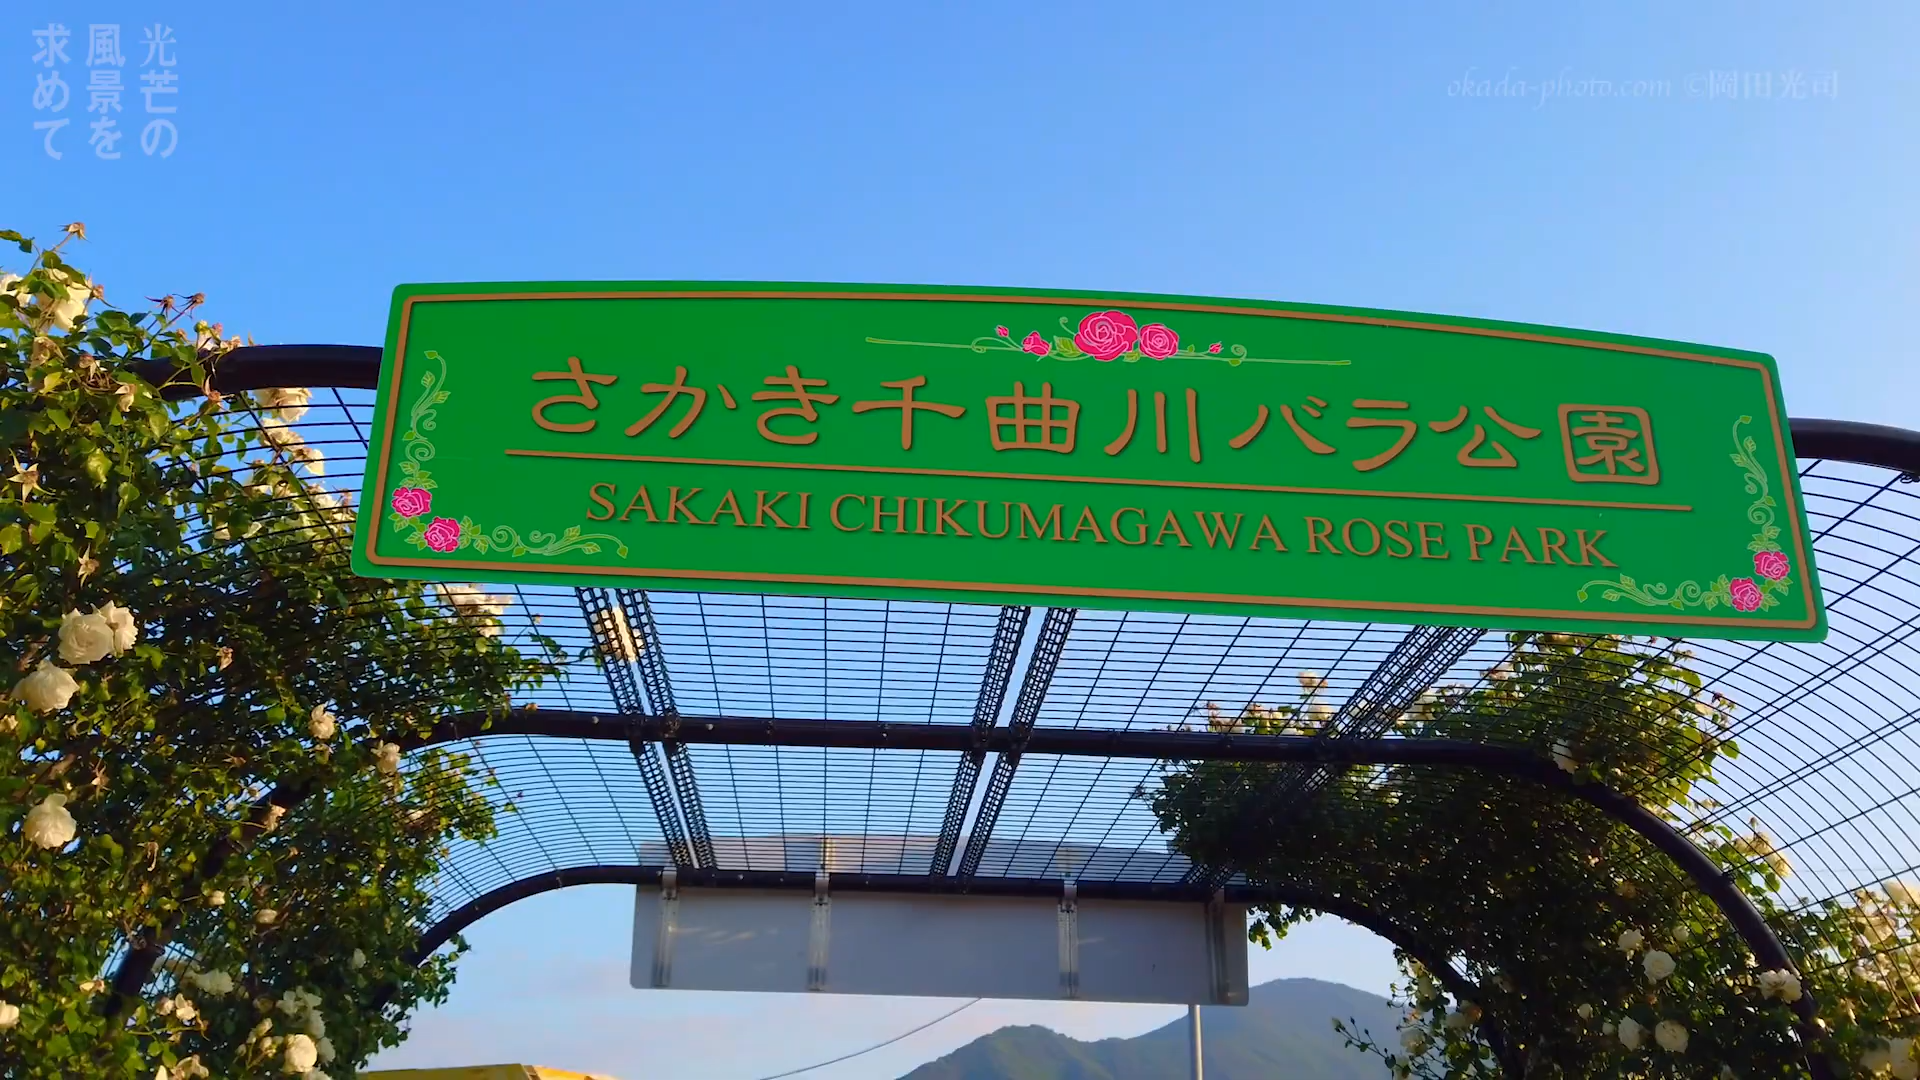 光芒の
風景を
求めて
okada-photo.com ©岡田光司
さかき千曲川バラ公園
SAKAKI CHIKUMAGAWA ROSE PARK